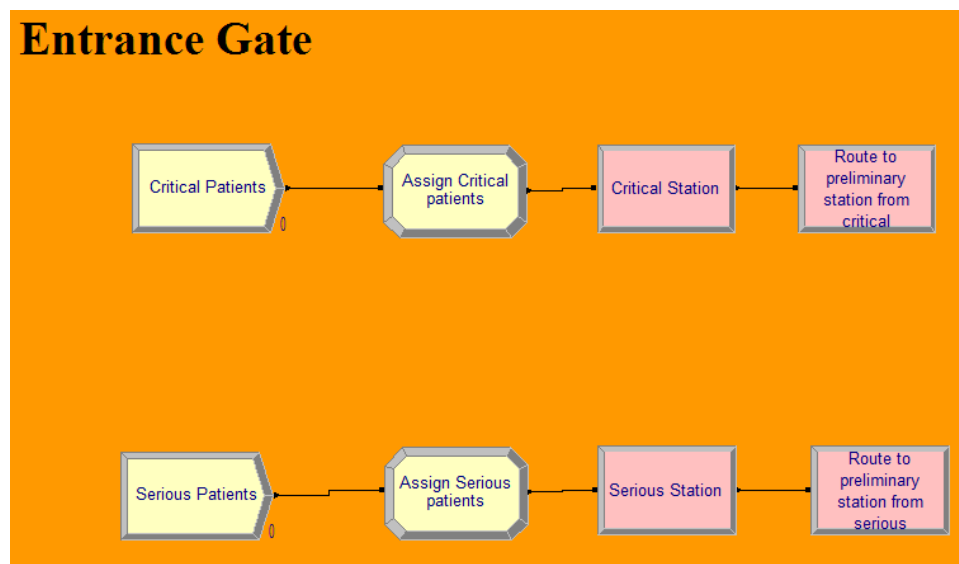 Entrance Gate
Critical Patients
0
Assign Critical
patients
Critical Station
Route to
preliminary
station from
critical
Serious Patients
0
Assign Serious
patients
Serious Station
Route to
preliminary
station from
serious